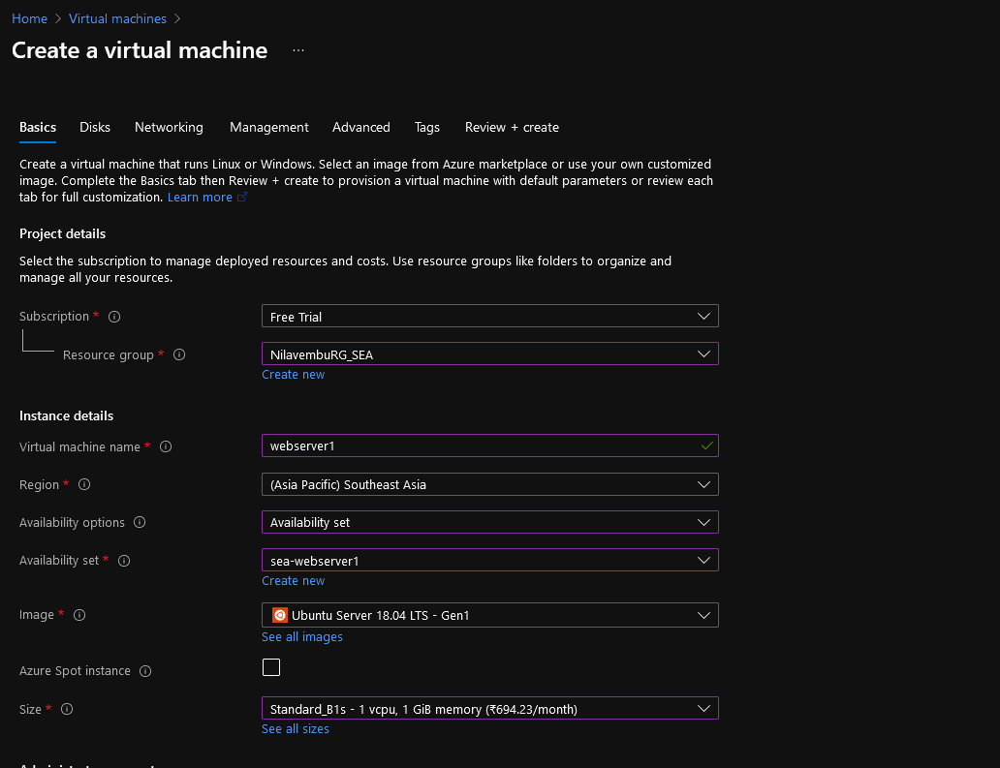 Home > Virtual machines >
Create a virtual machine ...
Basics Disks Networking Management Advanced Tags Review + create
Create a virtual machine that runs Linux or Windows. Select an image from Azure marketplace or use your own customized
image. Complete the Basics tab then Review + create to provision a virtual machine with default parameters or review each
tab for full customization. Learn more
Project details
Select the subscription to manage deployed resources and costs. Use resource groups like folders to organize and
manage all your resources.
Subscription * Free Trial
Resource group * NilavembuRG_SEA
Create new
Instance details
Virtual machine name * webserver1
Region * (Asia Pacific) Southeast Asia
Availability options Availability set
Availability set * sea-webserver1
Create new
Image * Ubuntu Server 18.04 LTS - Gen1
See all images
Azure Spot instance
Size * Standard_B1s - 1 vcpu, 1 GiB memory (₹694.23/month)
See all sizes